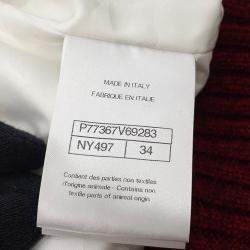 MADE IN ITALY
FABRIQUE EN ITALIE
P77367V69283
NY497 34
Contient des parties non textiles
d'origine animale - Contains non
textile parts of animal origin